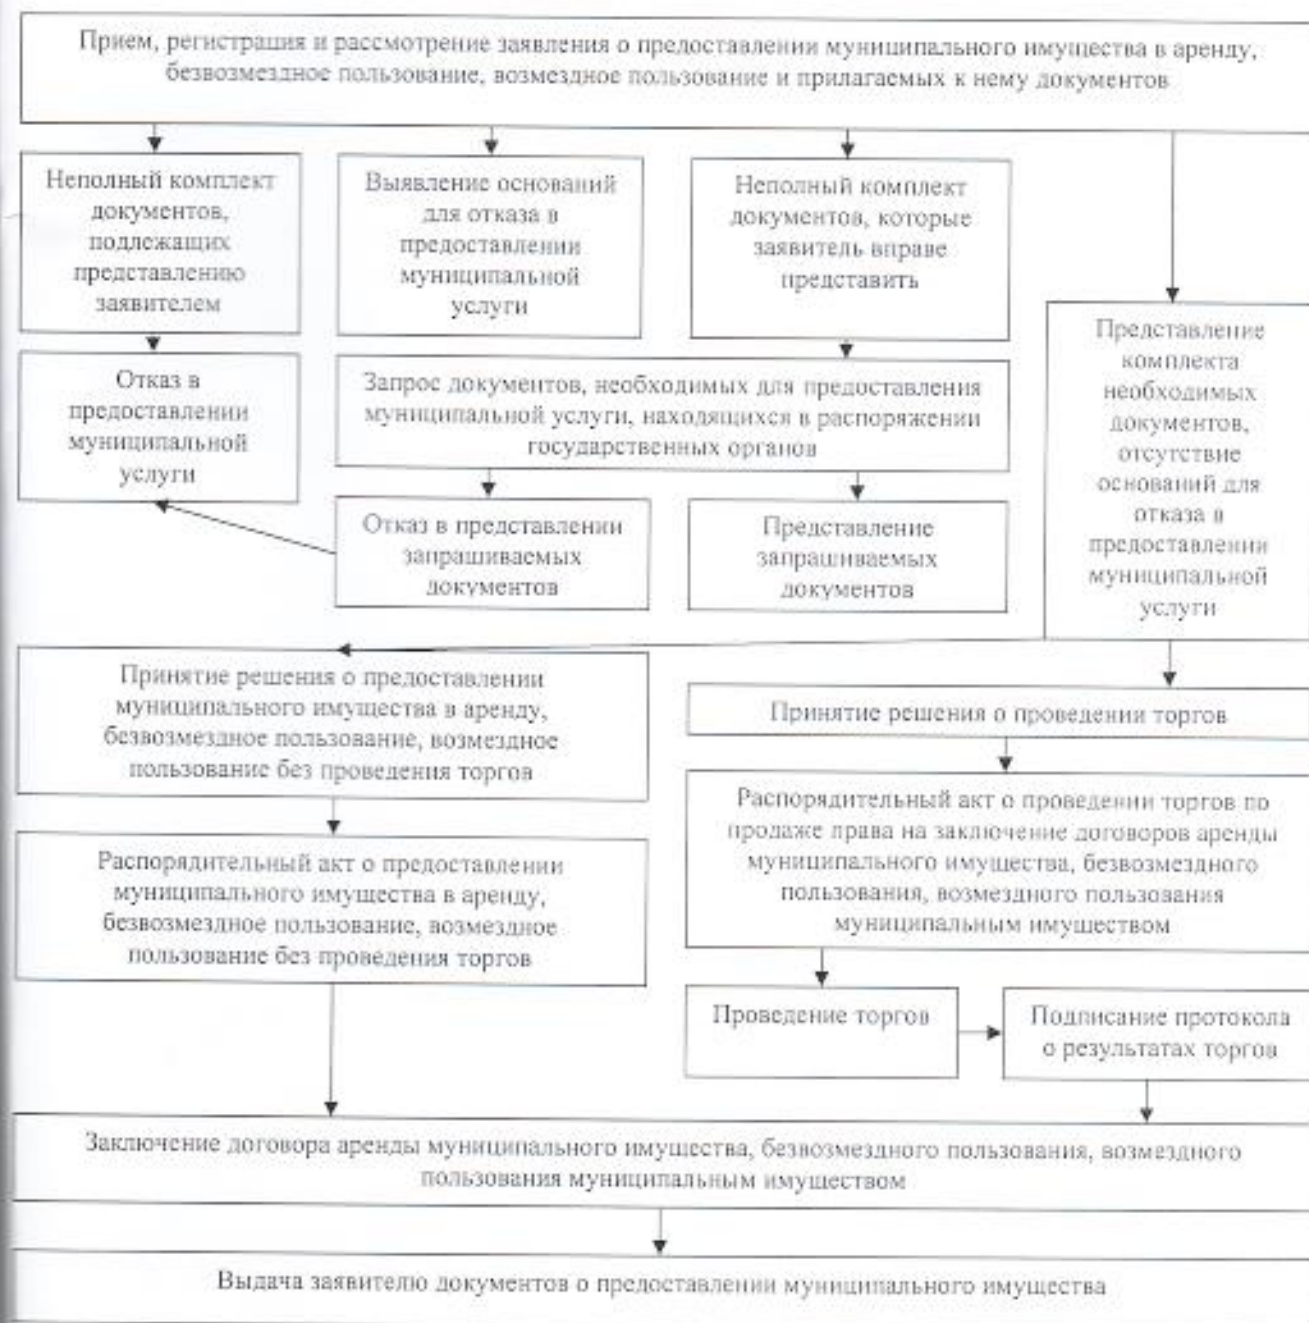 Прием, регистрация и рассмотрение заявления о предоставлении муниципального имущества в аренду,
безвозмездное пользование, возмездное пользование и прилагаемых к нему документов
Неполный комплект
документов,
подлежащих
представлению
заявителем
Выявление оснований
для отказа в
предоставлении
муниципальной
услуги
Неполный комплект
документов, которые
заявитель вправе
представить
Представление
комплекта
необходимых
документов,
отсутствие
оснований для
отказа в
предоставлении
муниципальной
услуги
Отказ в
предоставлении
муниципальной
услуги
Запрос документов, необходимых для предоставления
муниципальной услуги, находящихся в распоряжении
государственных органов
Отказ в представлении
запрашиваемых
документов
Представление
запрашиваемых
документов
Принятие решения о предоставлении
муниципального имущества в аренду,
безвозмездное пользование, возмездное
пользование без проведения торгов
Принятие решения о проведении торгов
Распорядительный акт о предоставлении
муниципального имущества в аренду,
безвозмездное пользование, возмездное
пользование без проведения торгов
Распорядительный акт о проведении торгов по
продаже права на заключение договоров аренды
муниципального имущества, безвозмездного
пользования, возмездного пользования
муниципальным имуществом
Проведение торгов
Подписание протокола
о результатах торгов
Заключение договора аренды муниципального имущества, безвозмездного пользования, возмездного
пользования муниципальным имуществом
Выдача заявителю документов о предоставлении муниципального имущества